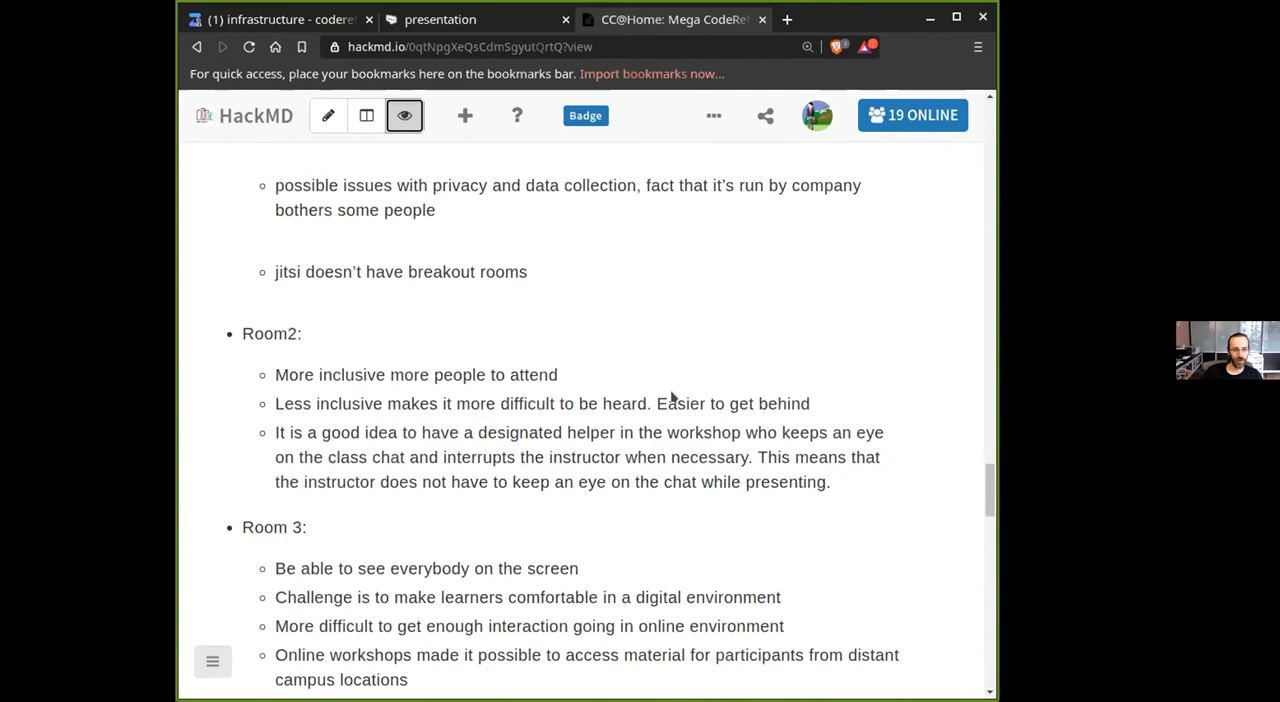 (1) infrastructure - coderef
presentation
CC@Home: Mega CodeRef
hackmd.io/0qtNpgXeQsCdmSgyutQrtQ?view
2
For quick access, place your bookmarks here on the bookmarks bar. Import bookmarks now...
HackMD
Badge
19 ONLINE
possible issues with privacy and data collection, fact that it's run by company
bothers some people
jitsi doesn't have breakout rooms
Room2:
More inclusive more people to attend
Less inclusive makes it more difficult to be heard. Easier to get behind
It is a good idea to have a designated helper in the workshop who keeps an eye
on the class chat and interrupts the instructor when necessary. This means that
the instructor does not have to keep an eye on the chat while presenting.
Room 3:
Be able to see everybody on the screen
Challenge is to make learners comfortable in a digital environment
More difficult to get enough interaction going in online environment
Online workshops made it possible to access material for participants from distant
campus locations